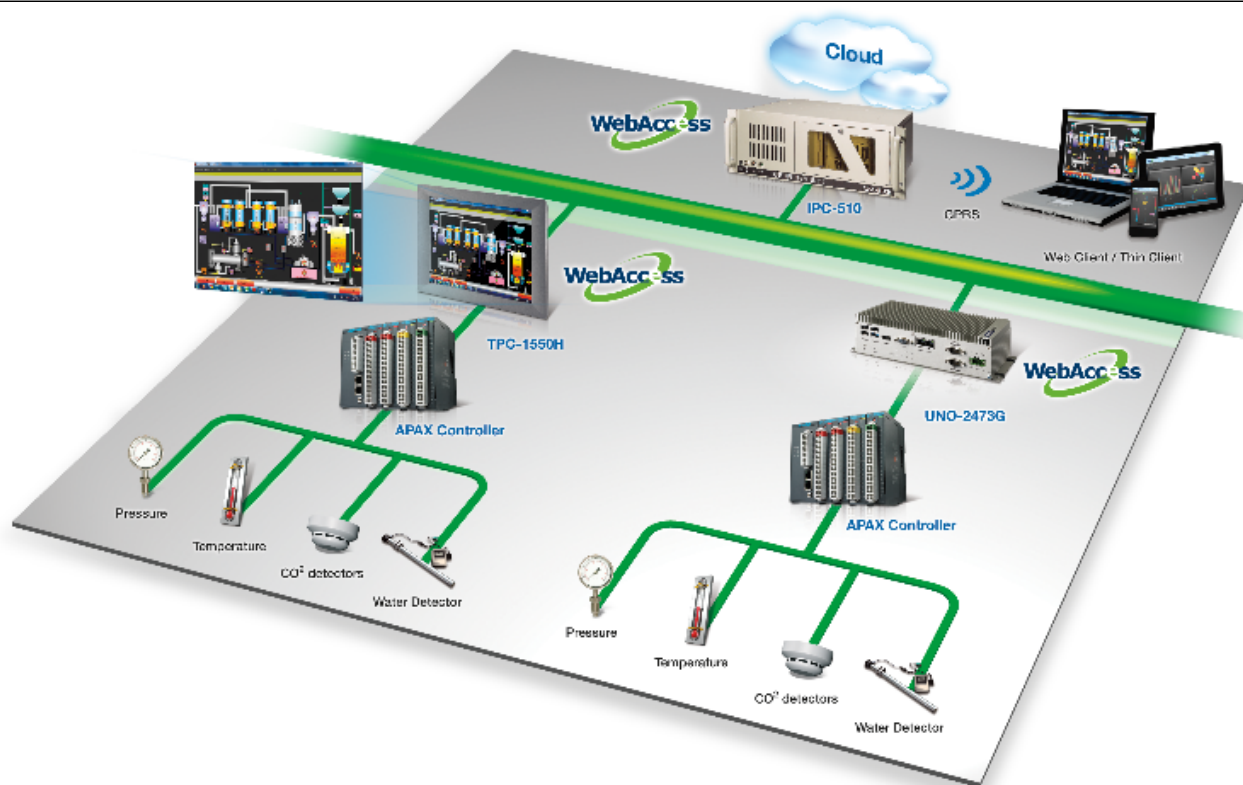 Cloud
WebAccess
IPC-510
GPRS
Web Client / Thin Client
WebAccess
TPC-1550H
WebAccess
UNO-2473G
APAX Controller
APAX Controller
Pressure
Temperature
CO² detectors
Water Detector
Pressure
Temperature
CO² detectors
Water Detector